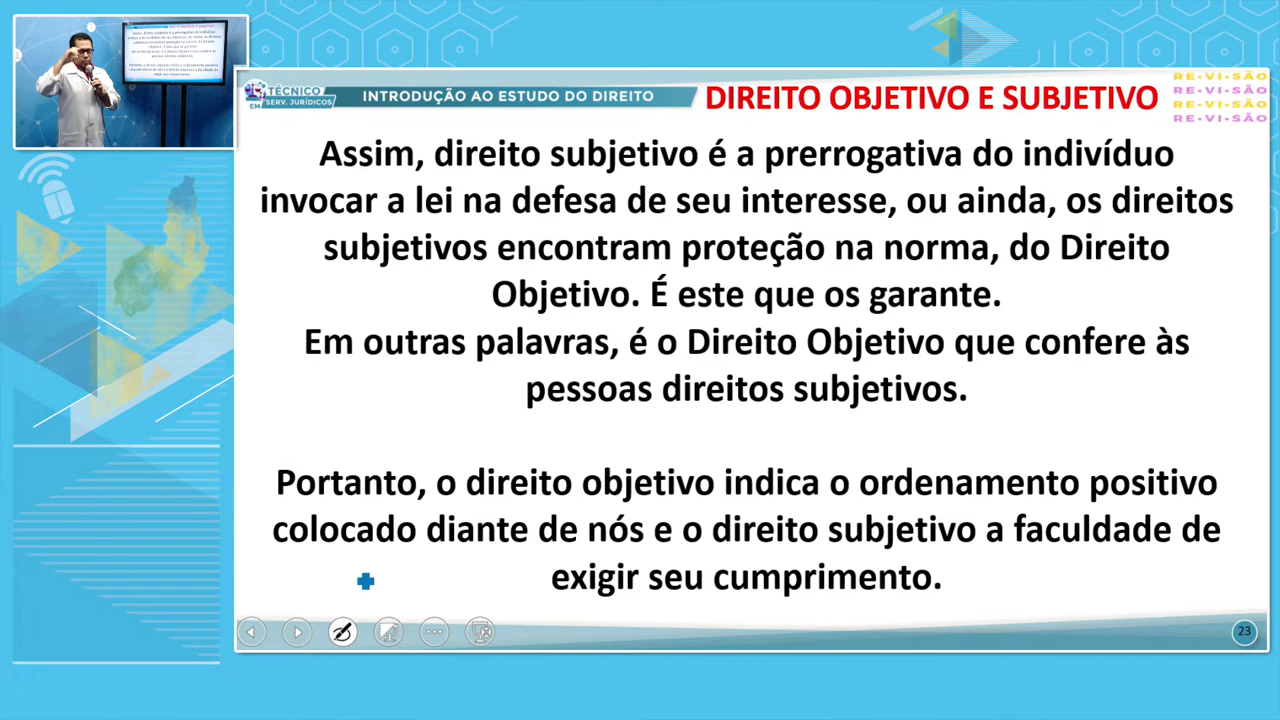 TÉCNICO
EM SERV. JURÍDICOS
INTRODUÇÃO AO ESTUDO DO DIREITO
DIREITO OBJETIVO E SUBJETIVO
RE-VI-SÃO
RE-VI-SÃO
RE-VI-SÃO
RE-VI-SÃO
Assim, direito subjetivo é a prerrogativa do indivíduo
invocar a lei na defesa de seu interesse, ou ainda, os direitos
subjetivos encontram proteção na norma, do Direito
Objetivo. É este que os garante.
Em outras palavras, é o Direito Objetivo que confere às
pessoas direitos subjetivos.
Portanto, o direito objetivo indica o ordenamento positivo
colocado diante de nós e o direito subjetivo a faculdade de
exigir seu cumprimento.
23